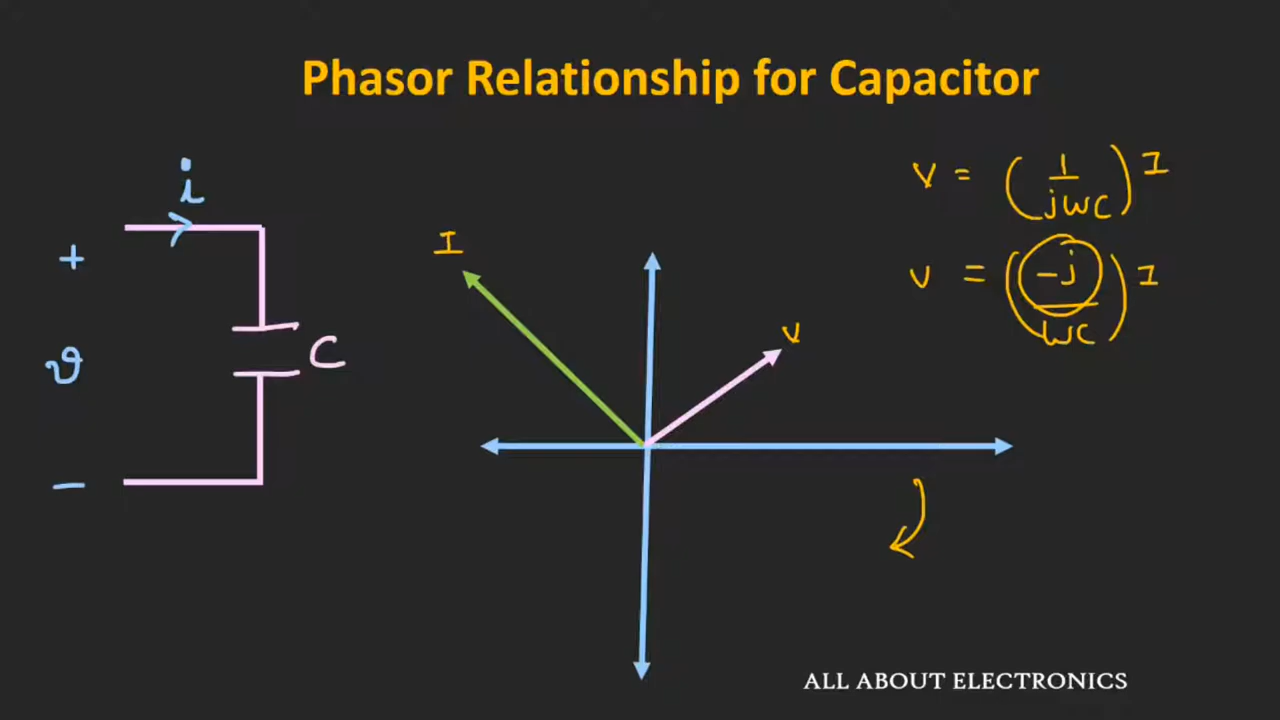 Phasor Relationship for Capacitor
i
+
ϑ
−
C
I
V
V = (1/jωC) I
V = (-j/ωC) I
ALL ABOUT ELECTRONICS